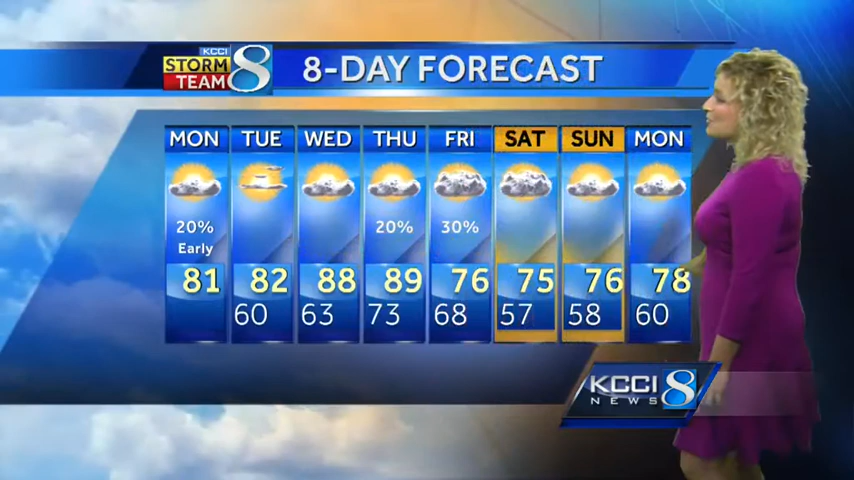 KCCI
STORM
TEAM
8
8-DAY FORECAST
MON TUE WED THU FRI SAT SUN MON
20% 20% 30%
Early
81 82 88 89 76 75 76 78
60 63 73 68 57 58 60
KCCI 8
NEWS